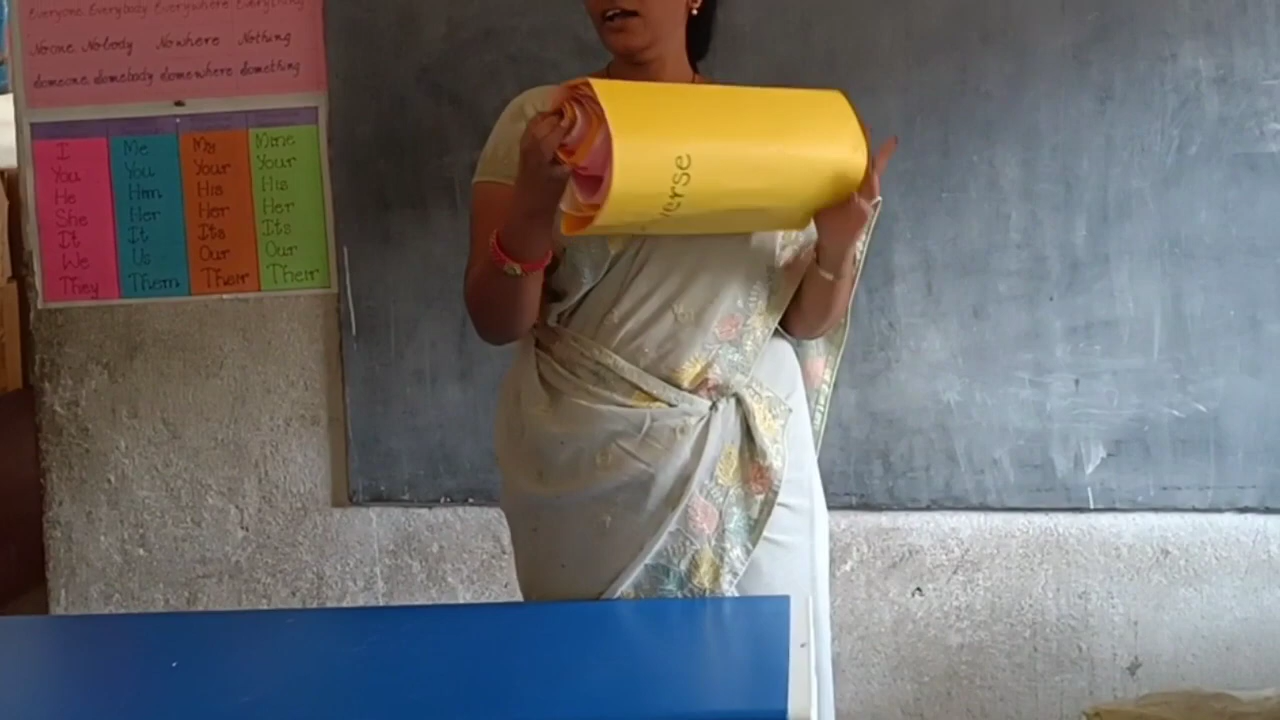 Everyone Everybody Everywhere Everything
Noone Nobody Nowhere Nothing
Someone Somebody Somewhere Something
I Me My Mine
You You Your Your
He Him His His
She Her Her Her
It It Its Its
We Us Our Our
They Them Their Their
verse